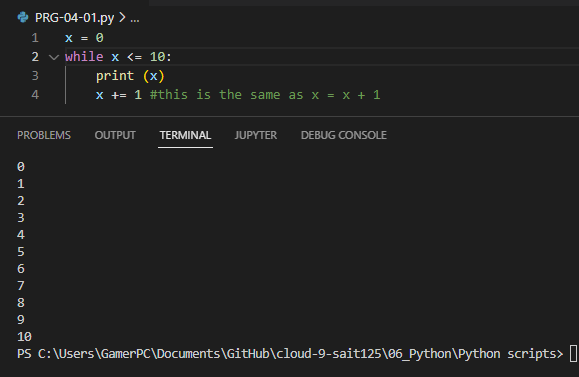 PRG-04-01.py > ...
1 x = 0
2 while x <= 10:
3     print (x)
4     x += 1 #this is the same as x = x + 1
PROBLEMS OUTPUT TERMINAL JUPYTER DEBUG CONSOLE
0
1
2
3
4
5
6
7
8
9
10
PS C:\Users\GamerPC\Documents\GitHub\cloud-9-sait125\06_Python\Python scripts>